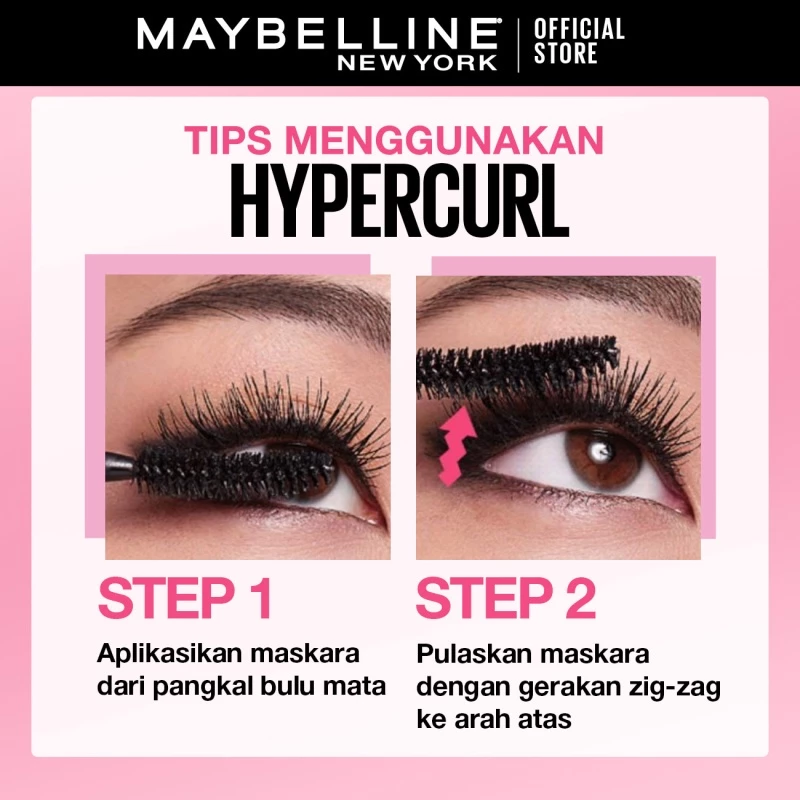 MAYBELLINE
NEW YORK
OFFICIAL
STORE
TIPS MENGGUNAKAN
HYPERCURL
STEP 1
Aplikasikan maskara
dari pangkal bulu mata
STEP 2
Pulaskan maskara
dengan gerakan zig-zag
ke arah atas